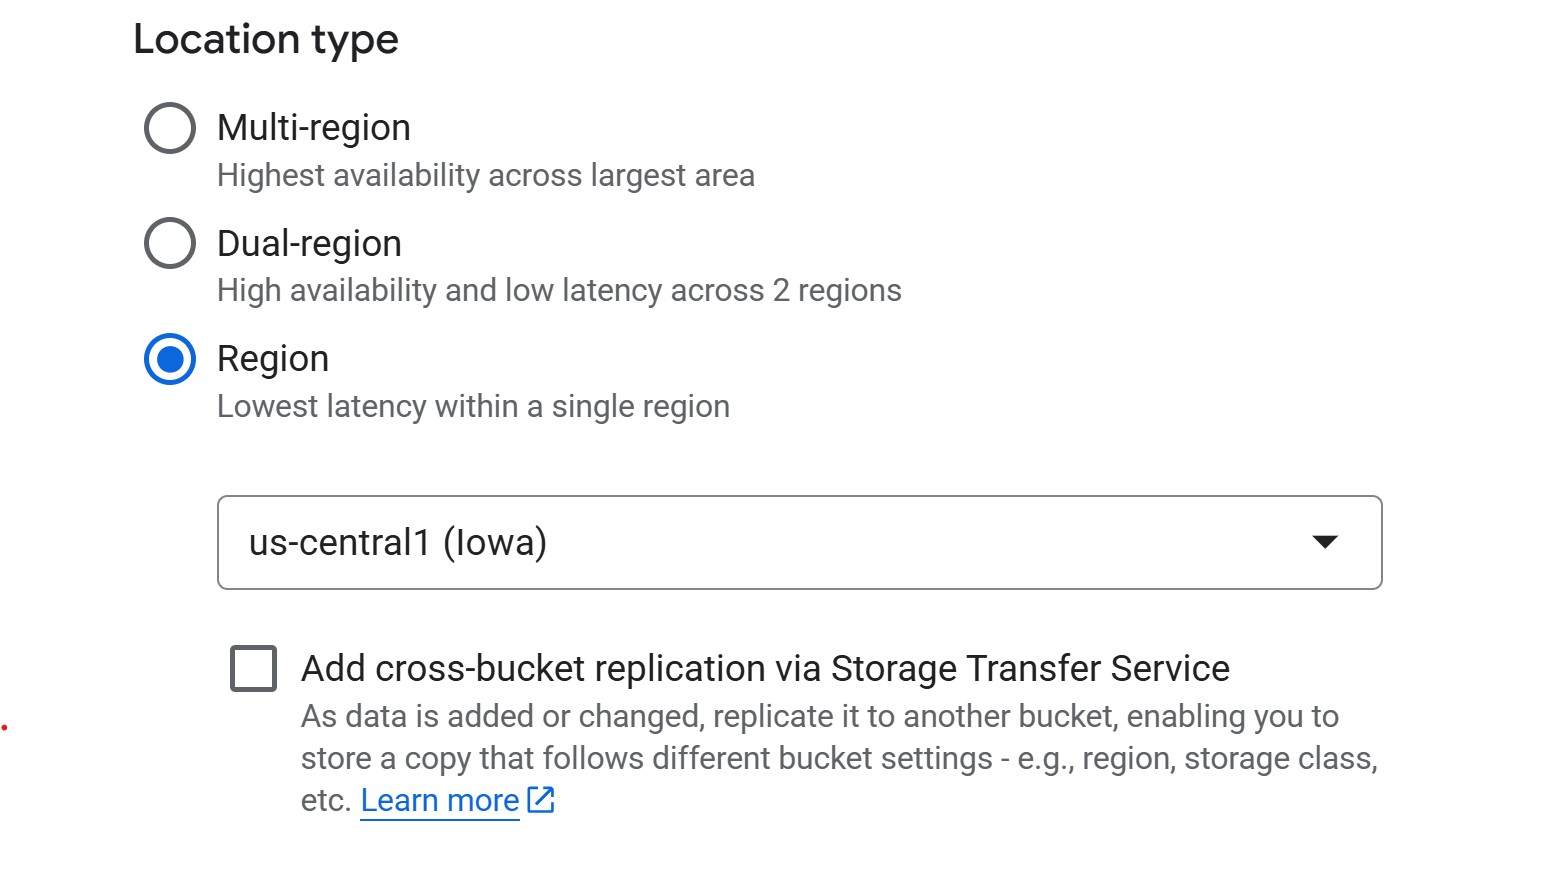 Location type
Multi-region
Highest availability across largest area
Dual-region
High availability and low latency across 2 regions
Region
Lowest latency within a single region
us-central1 (Iowa)
Add cross-bucket replication via Storage Transfer Service
As data is added or changed, replicate it to another bucket, enabling you to
store a copy that follows different bucket settings - e.g., region, storage class,
etc. Learn more